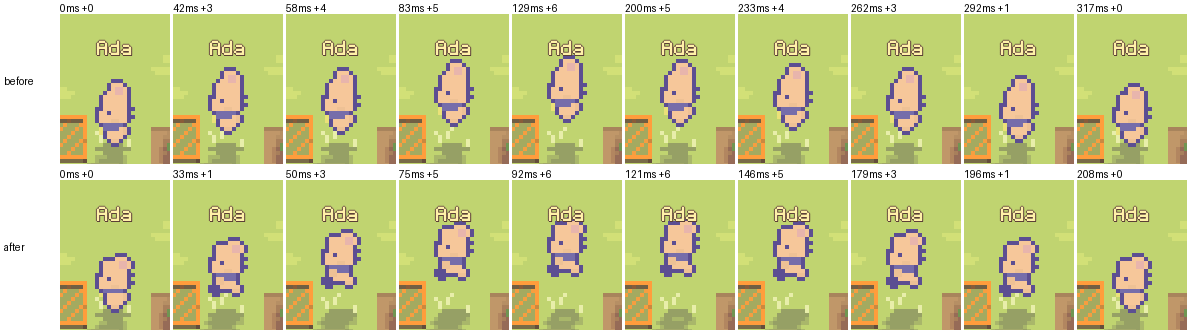 0ms +0 42ms +3 58ms +4 83ms +5 129ms +6 200ms +5 233ms +4 262ms +3 292ms +1 317ms +0
Ada Ada Ada Ada Ada Ada Ada Ada Ada Ada
before
0ms +0 33ms +1 50ms +3 75ms +5 92ms +6 121ms +6 146ms +5 179ms +3 196ms +1 208ms +0
Ada Ada Ada Ada Ada Ada Ada Ada Ada Ada
after